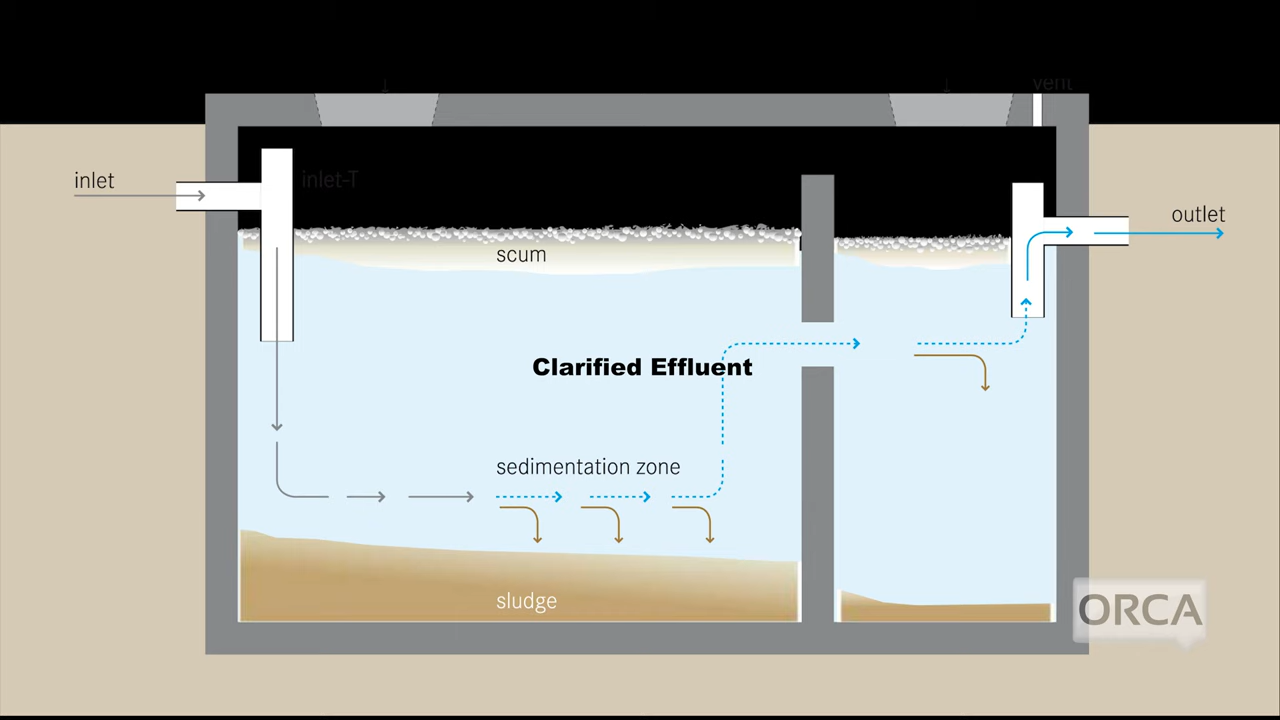 vent
inlet
inlet-T
outlet
scum
Clarified Effluent
sedimentation zone
sludge
ORCA